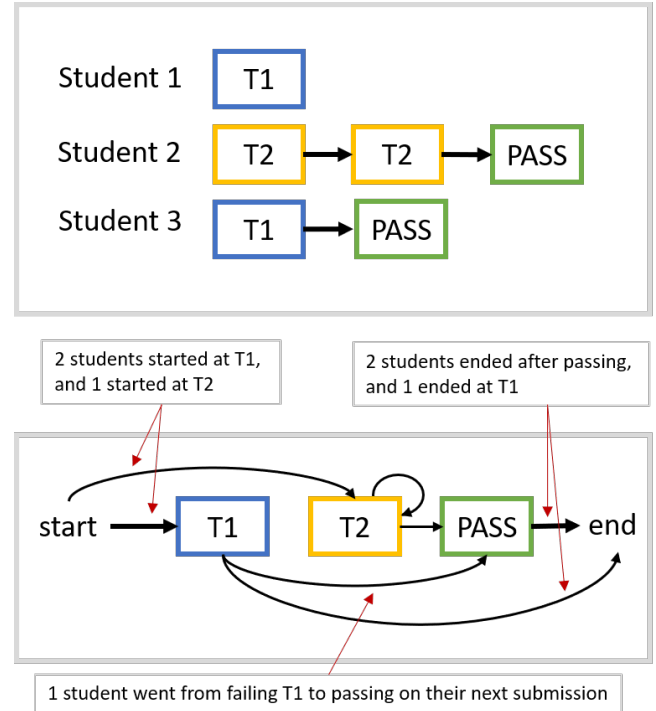 Student 1 T1
Student 2 T2 T2 PASS
Student 3 T1 PASS
2 students started at T1,
and 1 started at T2
2 students ended after passing,
and 1 ended at T1
start T1 T2 PASS end
1 student went from failing T1 to passing on their next submission